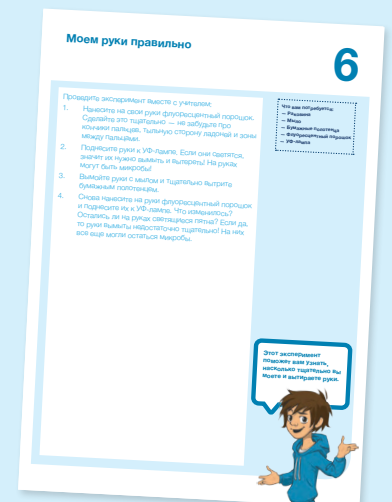 Моем руки правильно
6
Проведите эксперимент вместе с учителем:
1. Нанесите на свои руки флуоресцентный порошок.
Сделайте это тщательно — не забудьте про
кончики пальцев, тыльную сторону ладоней и зоны
между пальцами.
2. Поднесите руки к УФ-лампе. Если они светятся,
значит их нужно вымыть и вытереть! На руках
могут быть микробы!
3. Вымойте руки с мылом и тщательно вытрите
бумажным полотенцем.
4. Снова нанесите на руки флуоресцентный порошок
и поднесите их к УФ-лампе. Что изменилось?
Остались ли на руках светящиеся пятна? Если да,
то руки вымыты недостаточно тщательно! На них
все еще могли остаться микробы.
Что вам потребуется:
— Раковина
— Мыло
— Бумажные полотенца
— Флуоресцентный порошок
— УФ-лампа
Этот эксперимент
поможет вам узнать,
насколько тщательно вы
моете и вытираете руки.